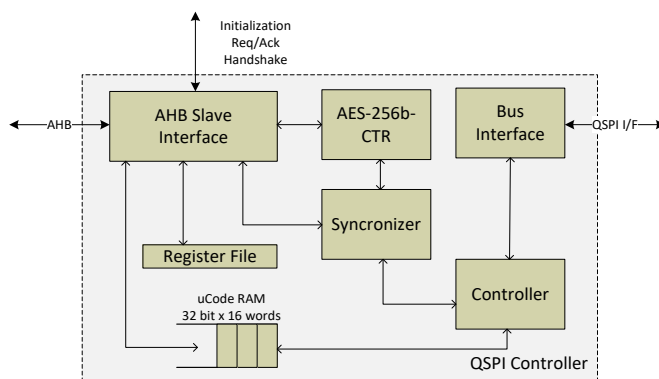 Initialization
Req/Ack
Handshake
AHB
AHB Slave
Interface
AES-256b-
CTR
Bus
Interface
QSPI I/F
Syncronizer
Register File
Controller
uCode RAM
32 bit x 16 words
QSPI Controller